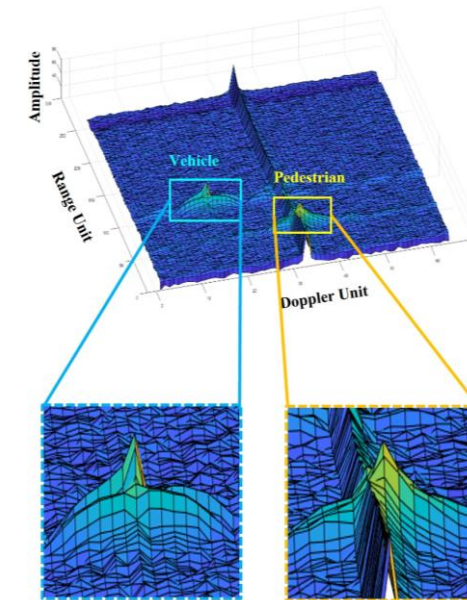 Amplitude
Vehicle
Pedestrian
Range Unit
Doppler Unit